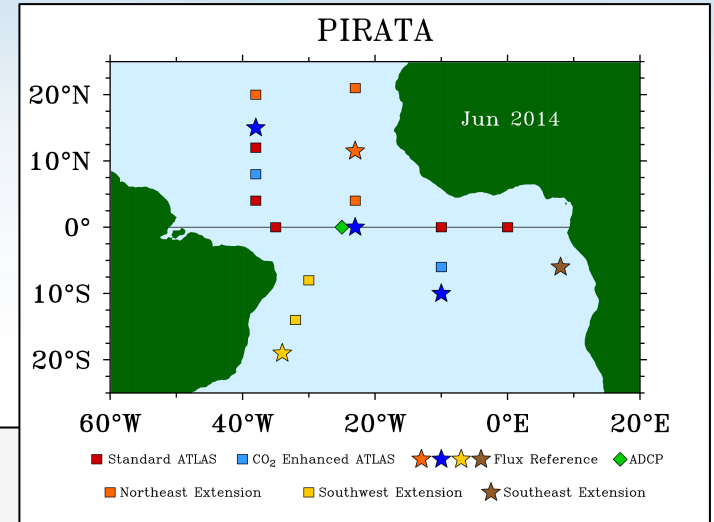 PIRATA
20°N
Jun 2014
10°N
0°
10°S
20°S
60°W 40°W 20°W 0°E 20°E
Standard ATLAS CO2 Enhanced ATLAS Flux Reference ADCP
Northeast Extension Southwest Extension Southeast Extension